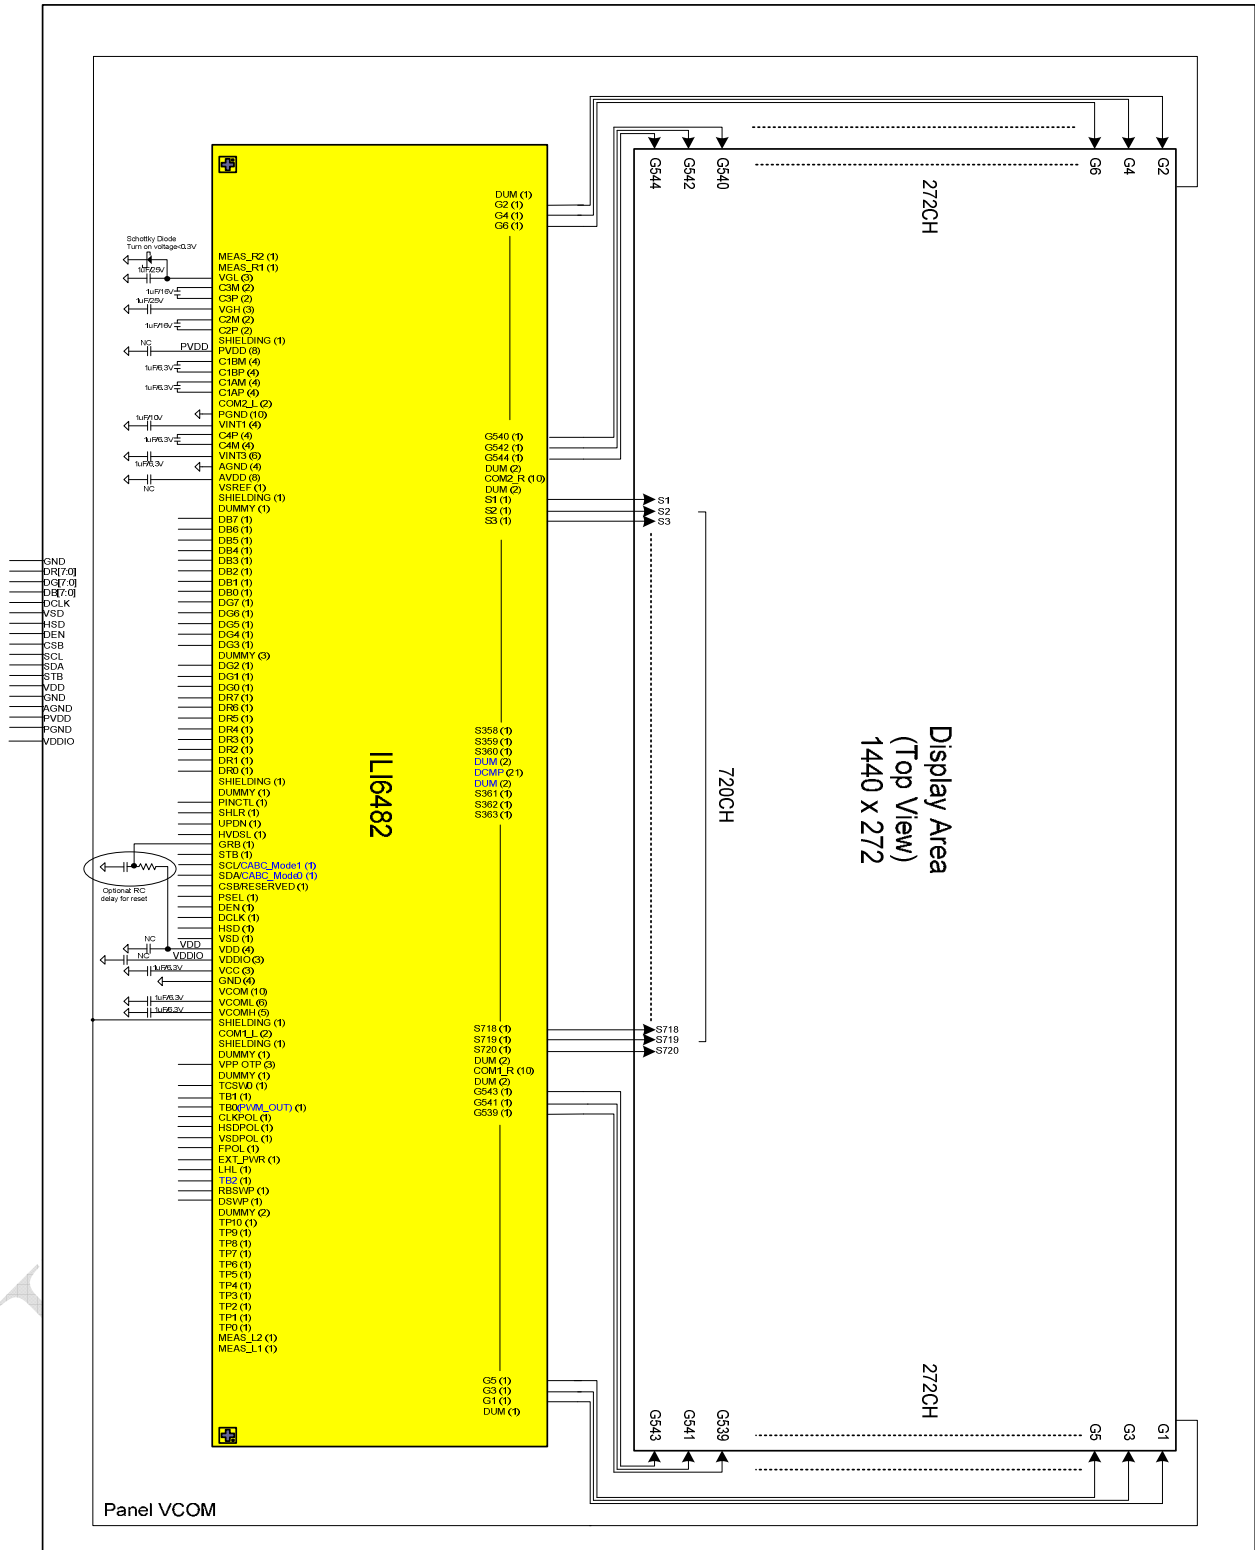 GND
DR[7:0]
DG[7:0]
DB[7:0]
DCLK
VSD
HSD
DEN
CSB
SCL
SDA
STB
VDD
GND
AGND
PVDD
PGND
VDDIO
Schottky Diode
Turn on voltage<0.3V
1uF/25V
1uF/16V
1uF/25V
1uF/16V
NC
PVDD
1uF/6.3V
1uF/6.3V
1uF/10V
1uF/6.3V
1uF/6.3V
NC
Optional RC
delay for reset
NC
VDD
NC
VDDIO
1uF/6.3V
1uF/6.3V
1uF/6.3V
MEAS_R2 (1)
MEAS_R1 (1)
VGL (3)
C3M (2)
C3P (2)
VGH (3)
C2M (2)
C2P (2)
SHIELDING (1)
PVDD (8)
C1BM (4)
C1BP (4)
C1AM (4)
C1AP (4)
COM2_L (2)
PGND (10)
VINT1 (4)
C4P (4)
C4M (4)
VINT3 (6)
AGND (4)
AVDD (8)
VSREF (1)
SHIELDING (1)
DUMMY (1)
DB7 (1)
DB6 (1)
DB5 (1)
DB4 (1)
DB3 (1)
DB2 (1)
DB1 (1)
DB0 (1)
DG7 (1)
DG6 (1)
DG5 (1)
DG4 (1)
DG3 (1)
DUMMY (3)
DG2 (1)
DG1 (1)
DG0 (1)
DR7 (1)
DR6 (1)
DR5 (1)
DR4 (1)
DR3 (1)
DR2 (1)
DR1 (1)
DR0 (1)
SHIELDING (1)
DUMMY (1)
PINCTL (1)
SHLR (1)
UPDN (1)
HVDSL (1)
GRB (1)
STB (1)
SCL/CABC_Mode1 (1)
SDA/CABC_Mode0 (1)
CSB/RESERVED (1)
PSEL (1)
DEN (1)
DCLK (1)
HSD (1)
VSD (1)
VDD (4)
VDDIO (3)
VCC (3)
GND (4)
VCOM (10)
VCOML (6)
VCOMH (5)
SHIELDING (1)
COM1_L (2)
SHIELDING (1)
DUMMY (1)
VPP OTP (3)
DUMMY (1)
TCSW0 (1)
TB1 (1)
TB0(PWM_OUT) (1)
CLKPOL (1)
HSDPOL (1)
VSDPOL (1)
FPOL (1)
EXT_PWR (1)
LHL (1)
TB2 (1)
RBSWP (1)
DSWP (1)
DUMMY (2)
TP10 (1)
TP9 (1)
TP8 (1)
TP7 (1)
TP6 (1)
TP5 (1)
TP4 (1)
TP3 (1)
TP2 (1)
TP1 (1)
TP0 (1)
MEAS_L2 (1)
MEAS_L1 (1)
ILI6482
DUM (1)
G2 (1)
G4 (1)
G6 (1)
G540 (1)
G542 (1)
G544 (1)
DUM (2)
COM2_R (10)
DUM (2)
S1 (1)
S2 (1)
S3 (1)
S358 (1)
S359 (1)
S360 (1)
DUM (2)
DCMP (21)
DUM (2)
S361 (1)
S362 (1)
S363 (1)
S718 (1)
S719 (1)
S720 (1)
DUM (2)
COM1_R (10)
DUM (2)
G543 (1)
G541 (1)
G539 (1)
G5 (1)
G3 (1)
G1 (1)
DUM (1)
G544
G542
G540
G6
G4
G2
272CH
S1
S2
S3
720CH
Display Area
(Top View)
1440 x 272
S718
S719
S720
272CH
G543
G541
G539
G5
G3
G1
Panel VCOM